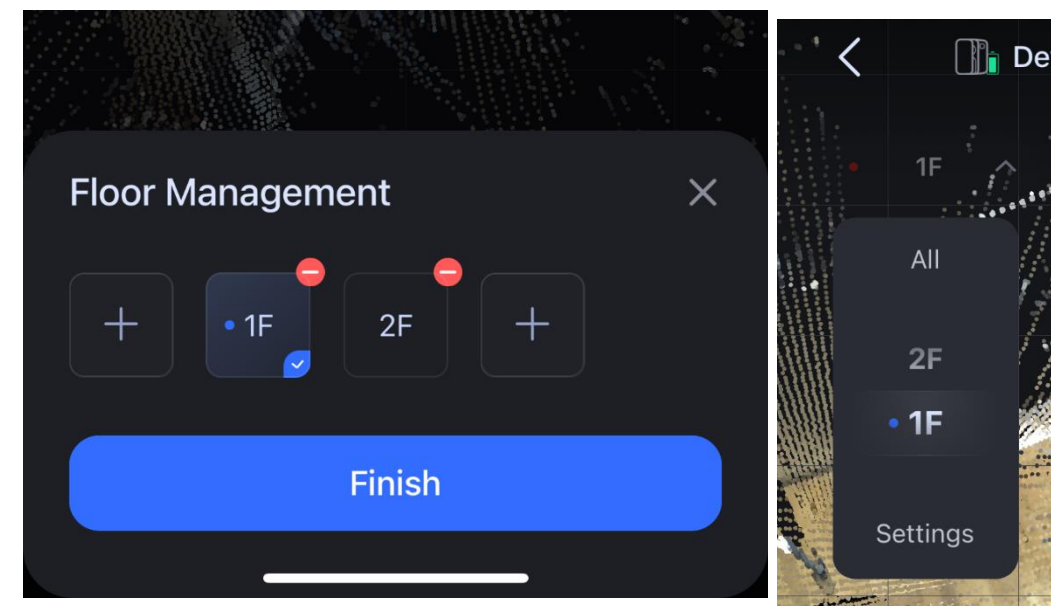 Floor Management
1F
2F
Finish
De
1F
All
2F
1F
Settings